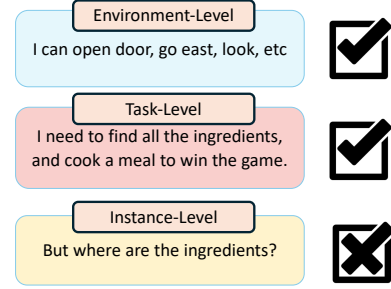 Environment-Level
I can open door, go east, look, etc
Task-Level
I need to find all the ingredients,
and cook a meal to win the game.
Instance-Level
But where are the ingredients?